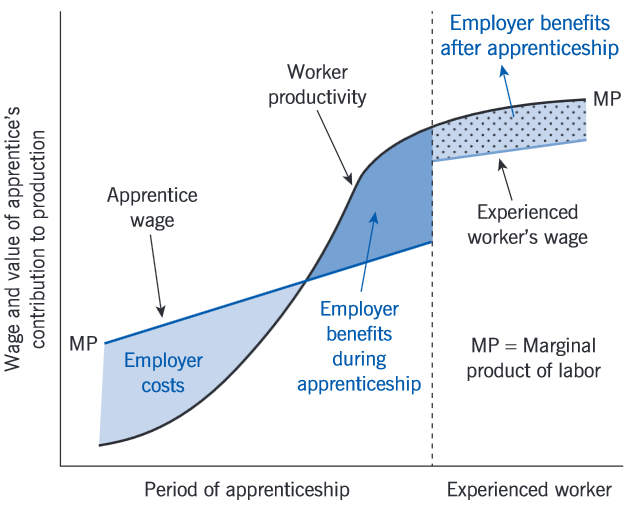 Employer benefits
after apprenticeship
Worker
productivity
MP
Wage and value of apprentice's
contribution to production
Apprentice
wage
Experienced
worker's wage
MP
Employer
costs
Employer
benefits
during
apprenticeship
MP = Marginal
product of labor
Period of apprenticeship
Experienced worker